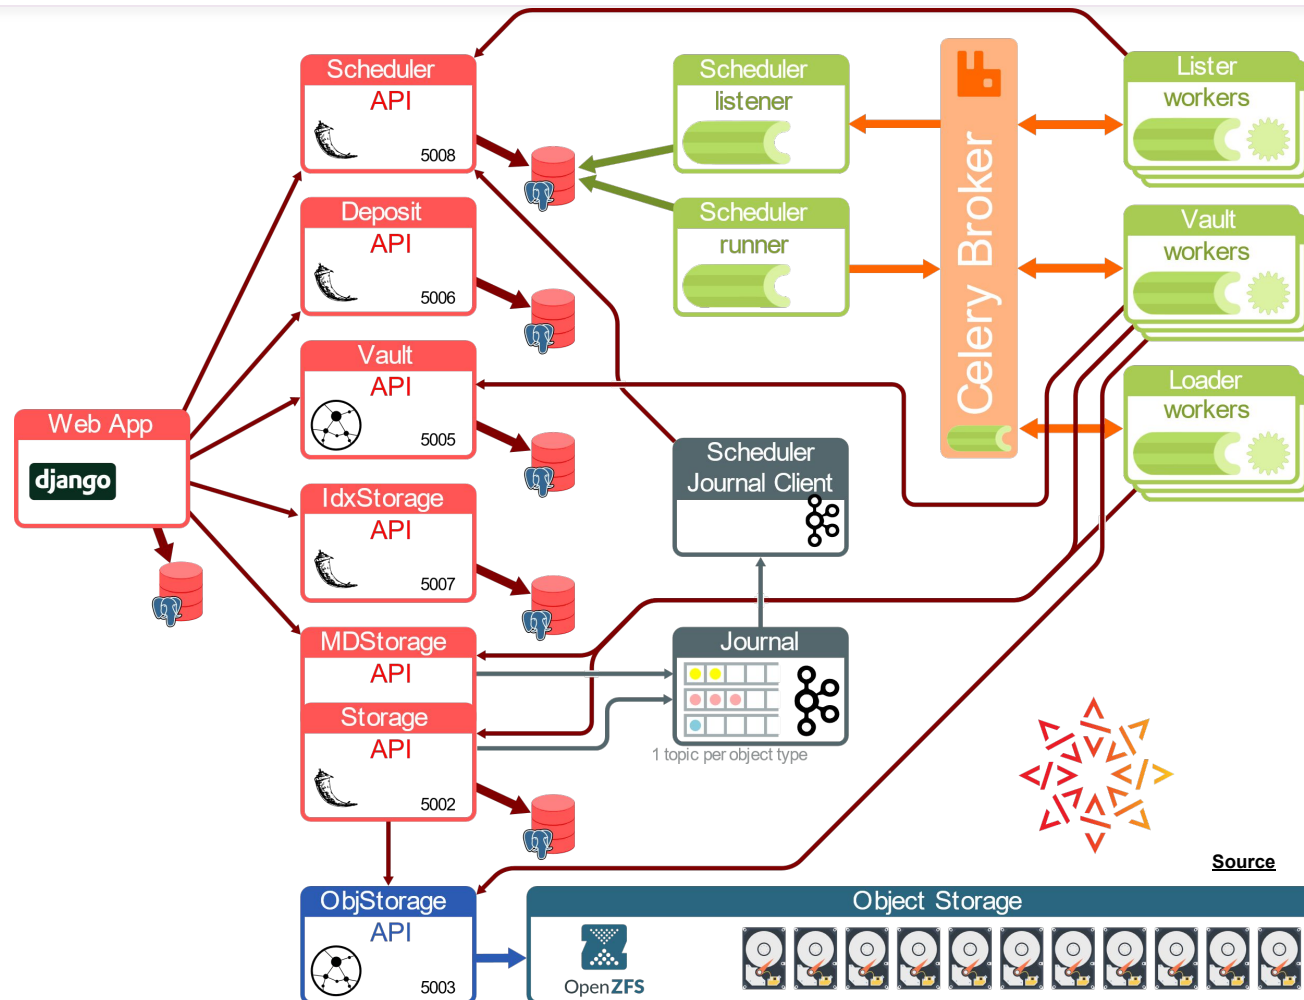 Scheduler
API
5008
Deposit
API
5006
Vault
API
5005
IdxStorage
API
5007
MDStorage
API
Storage
API
5002
ObjStorage
API
5003
Web App
django
Scheduler
listener
Scheduler
runner
Scheduler
Journal Client
Journal
1 topic per object type
Celery Broker
Lister
workers
Vault
workers
Loader
workers
Source
Object Storage
OpenZFS